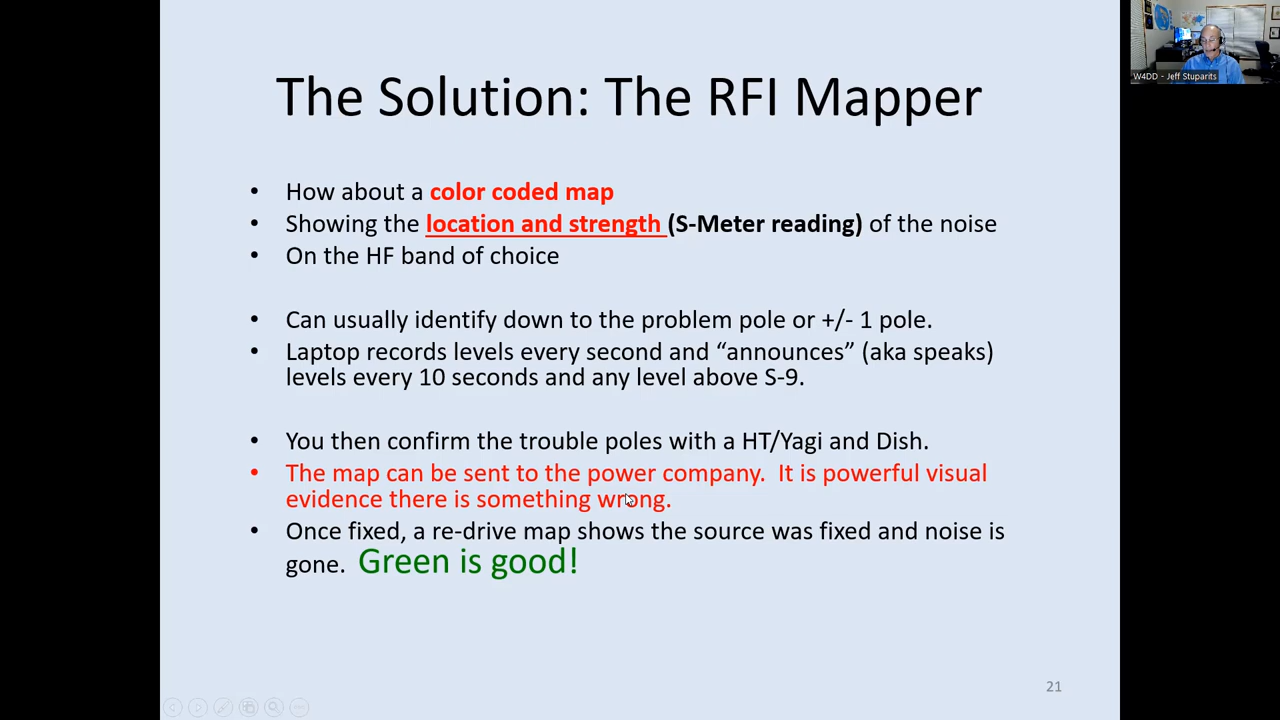 W4DD - Jeff Stuparits
The Solution: The RFI Mapper
• How about a color coded map
• Showing the location and strength (S-Meter reading) of the noise
• On the HF band of choice
• Can usually identify down to the problem pole or +/- 1 pole.
• Laptop records levels every second and “announces” (aka speaks)
levels every 10 seconds and any level above S-9.
• You then confirm the trouble poles with a HT/Yagi and Dish.
• The map can be sent to the power company.  It is powerful visual
evidence there is something wrong.
• Once fixed, a re-drive map shows the source was fixed and noise is
gone.  Green is good!
21